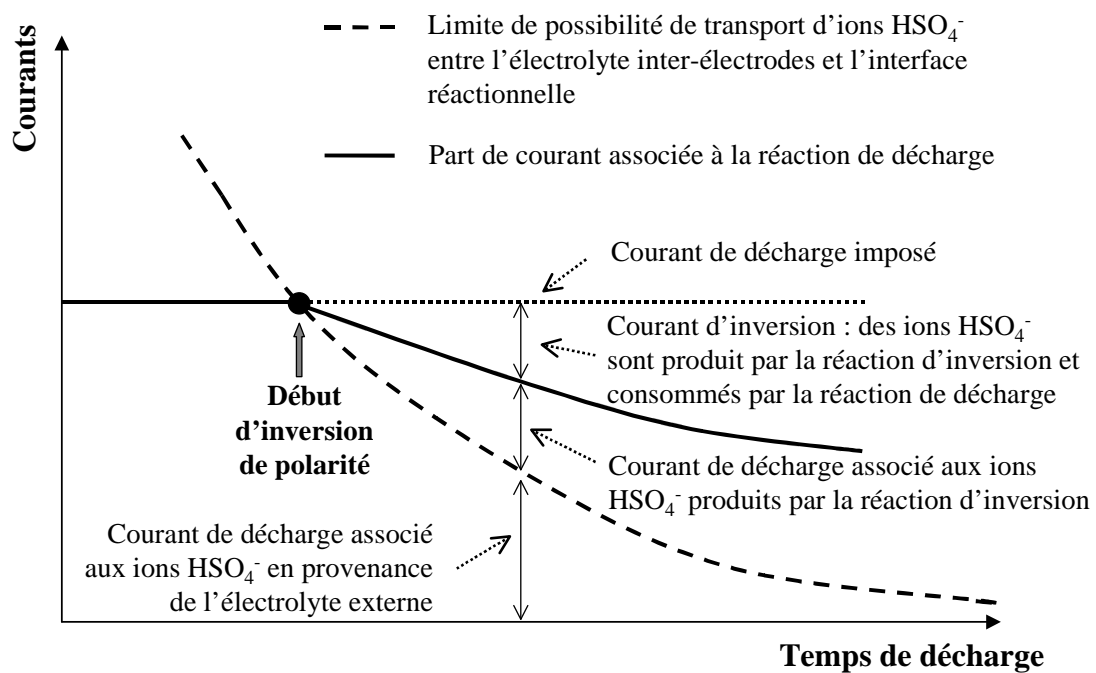 Courants
Limite de possibilité de transport d'ions HSO4-
entre l'électrolyte inter-électrodes et l'interface
réactionnelle
Part de courant associée à la réaction de décharge
Courant de décharge imposé
Courant d'inversion : des ions HSO4-
sont produit par la réaction d'inversion et
consommés par la réaction de décharge
Début
d'inversion
de polarité
Courant de décharge associé aux ions
HSO4- produits par la réaction d'inversion
Courant de décharge associé
aux ions HSO4- en provenance
de l'électrolyte externe
Temps de décharge